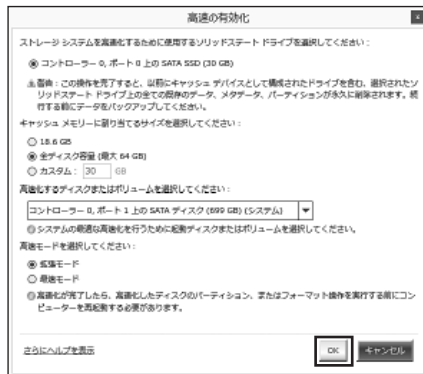 高速の有効化
ストレージ システムを高速化するために使用するソリッドステート ドライブを選択してください:
コントローラー 0, ポート 0 上の SATA SSD (30 GB)
警告: この操作を完了すると、以前にキャッシュ デバイスとして構成されたドライブを含む、選択されたソ
リッドステート ドライブ上の全ての既存のデータ、メタデータ、パーティションが永久に削除されます。続
行する前にデータをバックアップしてください。
キャッシュ メモリーに割り当てるサイズを選択してください:
18.6 GB
全ディスク容量 (最大 64 GB)
カスタム: 30 GB
高速化するディスクまたはボリュームを選択してください:
コントローラー 0, ポート 1 上の SATA ディスク (699 GB) (システム)
システムの最適な高速化を行うために起動ディスクまたはボリュームを選択してください。
高速モードを選択してください:
拡張モード
最速モード
高速化が完了したら、高速化したディスクのパーティション、またはフォーマット操作を実行する前にコン
ピューターを再起動する必要があります。
さらにヘルプを表示
OK キャンセル